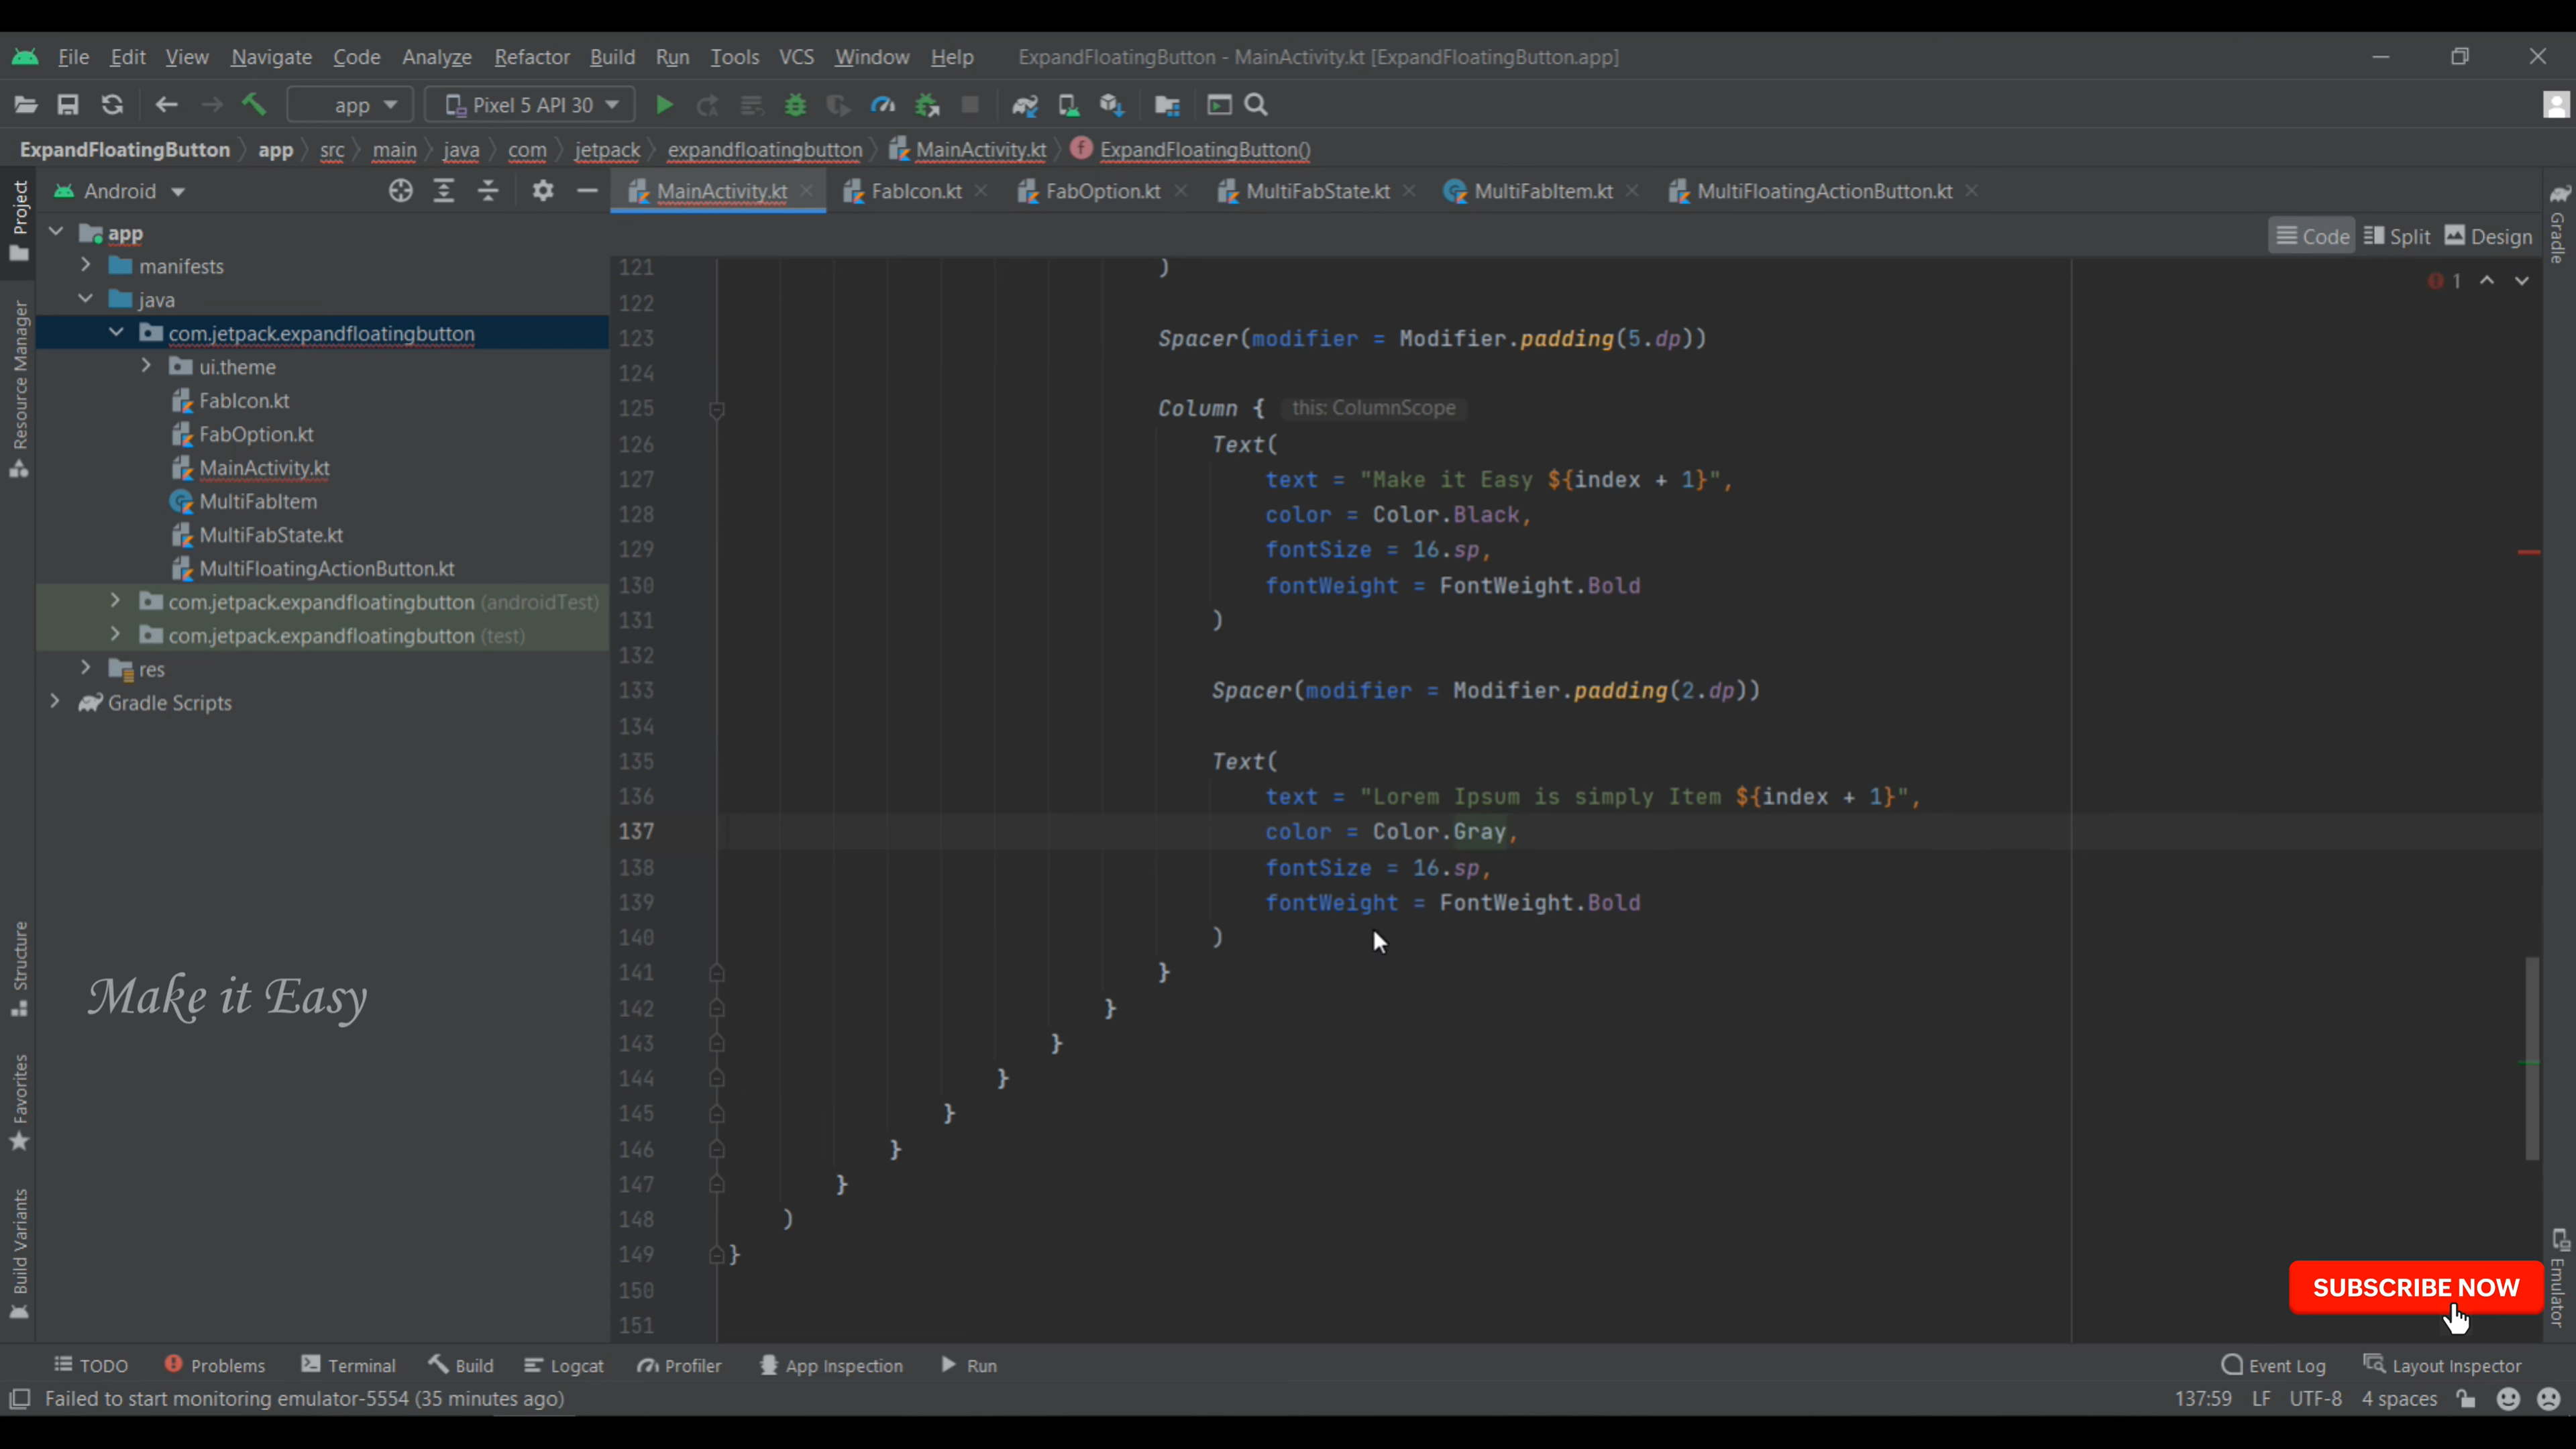 File Edit View Navigate Code Analyze Refactor Build Run Tools VCS Window Help ExpandFloatingButton - MainActivity.kt [ExpandFloatingButton.app]
app Pixel 5 API 30
ExpandFloatingButton app src main java com jetpack expandfloatingbutton MainActivity.kt ExpandFloatingButton()
Android MainActivity.kt FabIcon.kt FabOption.kt MultiFabState.kt MultiFabItem.kt MultiFloatingActionButton.kt
Code Split Design
Project
Resource Manager
Structure
Favorites
Build Variants
app
manifests
java
com.jetpack.expandfloatingbutton
ui.theme
FabIcon.kt
FabOption.kt
MainActivity.kt
MultiFabItem
MultiFabState.kt
MultiFloatingActionButton.kt
com.jetpack.expandfloatingbutton (androidTest)
com.jetpack.expandfloatingbutton (test)
res
Gradle Scripts
Make it Easy
1
121 )
122
123 Spacer(modifier = Modifier.padding(5.dp))
124
125 Column { this: ColumnScope
126 Text(
127 text = "Make it Easy ${index + 1}",
128 color = Color.Black,
129 fontSize = 16.sp,
130 fontWeight = FontWeight.Bold
131 )
132
133 Spacer(modifier = Modifier.padding(2.dp))
134
135 Text(
136 text = "Lorem Ipsum is simply Item ${index + 1}",
137 color = Color.Gray,
138 fontSize = 16.sp,
139 fontWeight = FontWeight.Bold
140 )
141 }
142 }
143 }
144 }
145 }
146 }
147 }
148 )
149 }
150
151
Gradle
Emulator
SUBSCRIBE NOW
TODO Problems Terminal Build Logcat Profiler App Inspection Run Event Log Layout Inspector
Failed to start monitoring emulator-5554 (35 minutes ago) 137:59 LF UTF-8 4 spaces